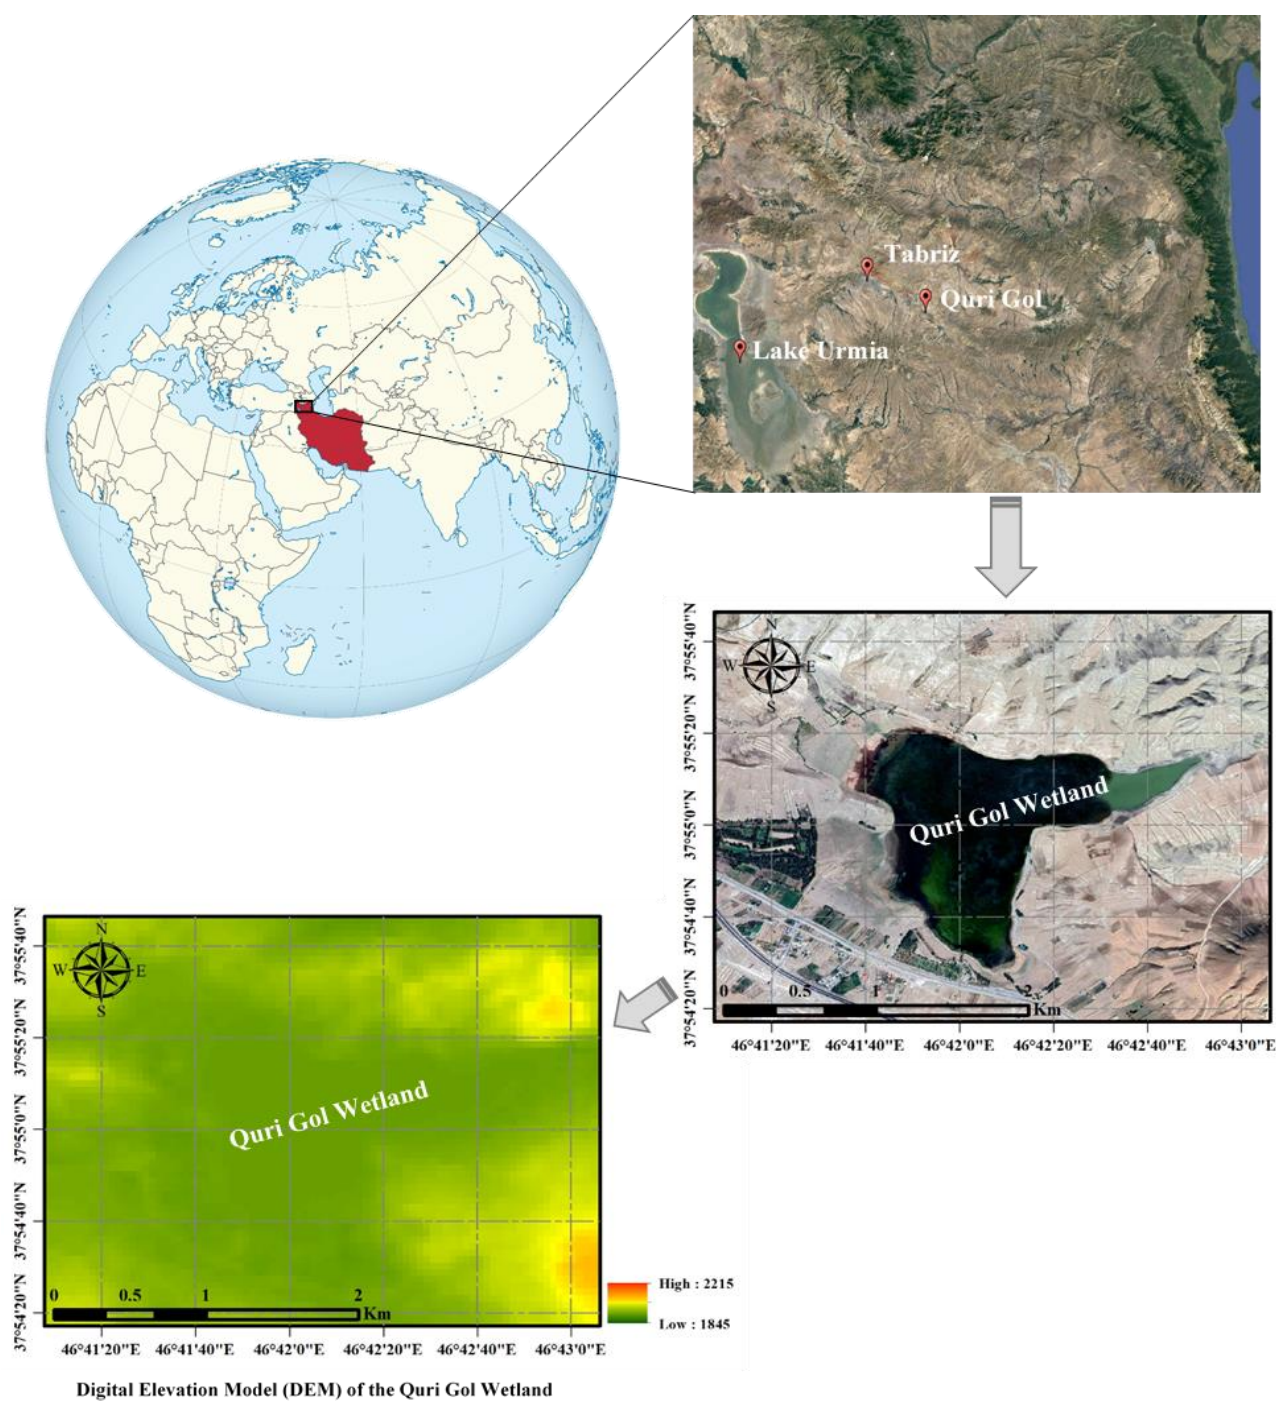 Tabriz
Quri Gol
Lake Urmia
37°55'40"N
37°55'20"N
37°55'0"N
37°54'40"N
37°54'20"N
N
W
E
S
Quri Gol Wetland
0
0.5
1
2
Km
46°41'20"E
46°41'40"E
46°42'0"E
46°42'20"E
46°42'40"E
46°43'0"E
37°55'40"N
37°55'20"N
37°55'0"N
37°54'40"N
37°54'20"N
N
W
E
S
Quri Gol Wetland
0
0.5
1
2
Km
High : 2215
Low : 1845
46°41'20"E
46°41'40"E
46°42'0"E
46°42'20"E
46°42'40"E
46°43'0"E
Digital Elevation Model (DEM) of the Quri Gol Wetland